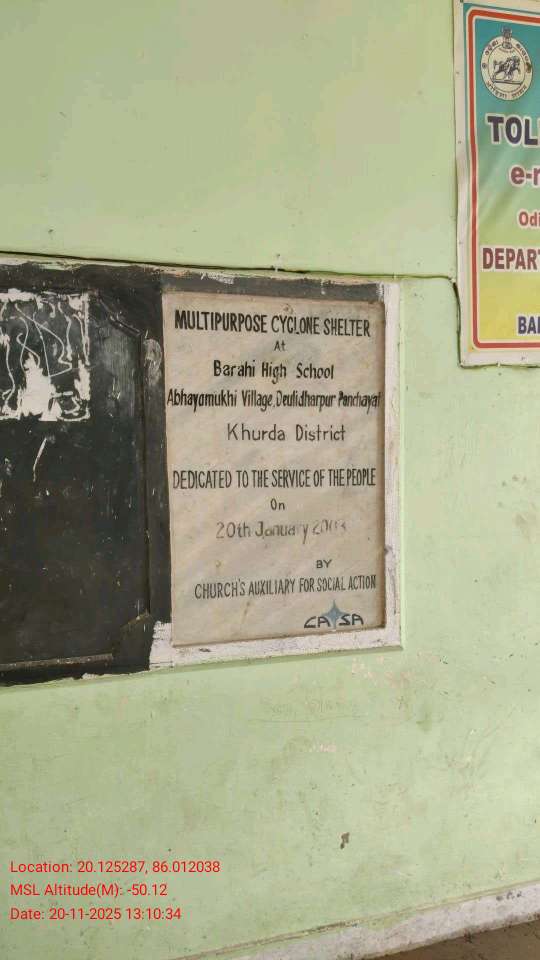 MULTIPURPOSE CYCLONE SHELTER
At
Barahi High School
Abhayamukhi Village, Deulidharpur Panchayat
Khurda District
DEDICATED TO THE SERVICE OF THE PEOPLE
On
20th January
BY
CHURCH'S AUXILIARY FOR SOCIAL ACTION
CASA
TOL
e-
Odi
DEPART
BA
Location: 20.125287, 86.012038
MSL Altitude(M): -50.12
Date: 20-11-2025 13:10:34